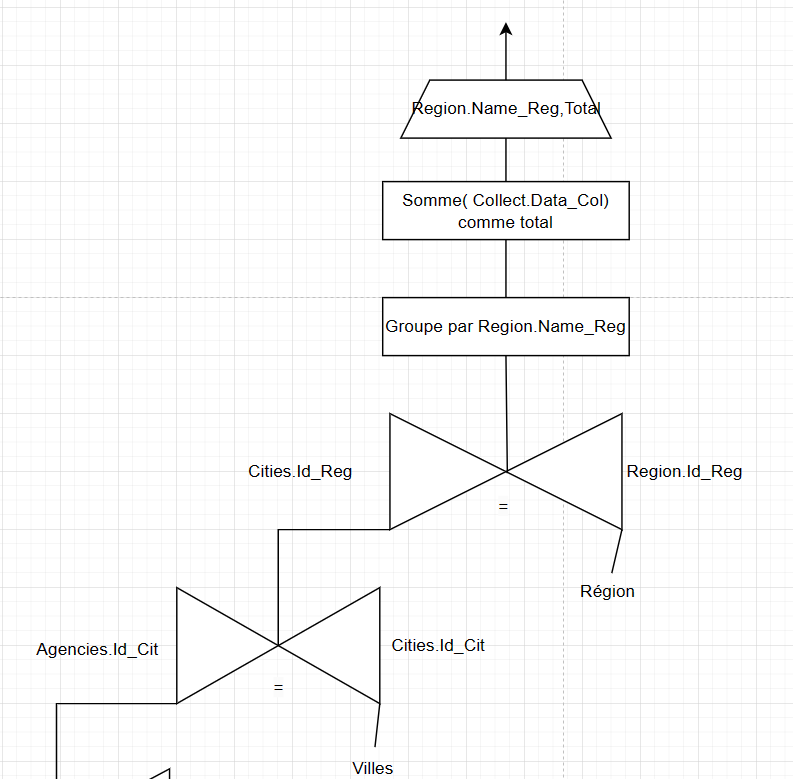 Region.Name_Reg,Total
Somme( Collect.Data_Col)
comme total
Groupe par Region.Name_Reg
Cities.Id_Reg
Region.Id_Reg
=
Région
Agencies.Id_Cit
Cities.Id_Cit
=
Villes